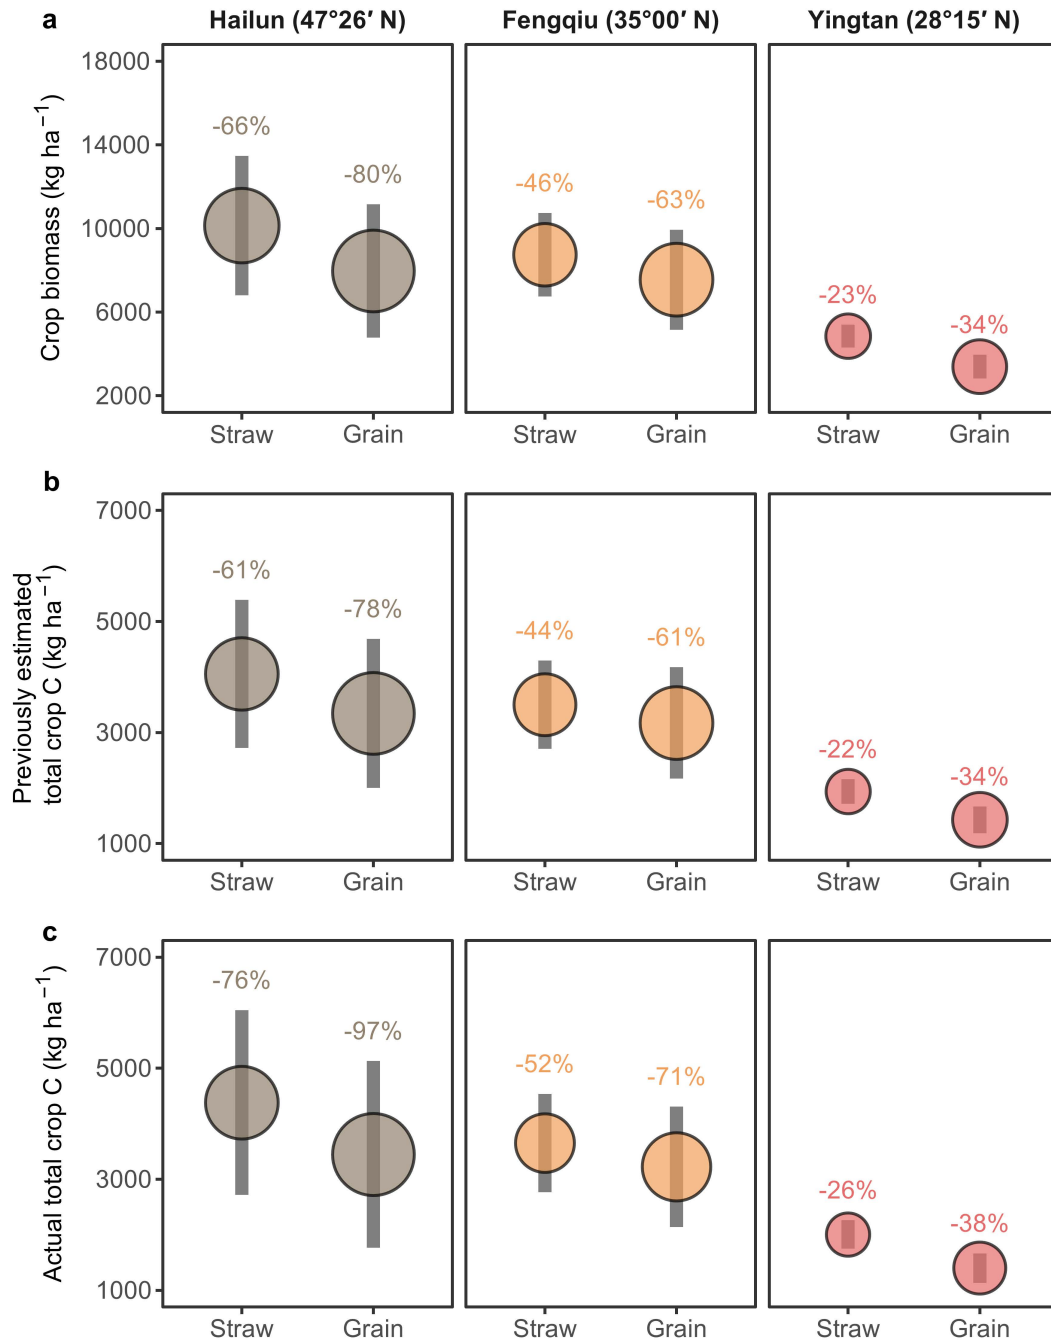 a
Hailun (47°26′ N)
Fengqiu (35°00′ N)
Yingtan (28°15′ N)
Crop biomass (kg ha⁻¹)
18000
14000
10000
6000
2000
-66%
-80%
-46%
-63%
-23%
-34%
Straw
Grain
Straw
Grain
Straw
Grain
b
Previously estimated
total crop C (kg ha⁻¹)
7000
5000
3000
1000
-61%
-78%
-44%
-61%
-22%
-34%
Straw
Grain
Straw
Grain
Straw
Grain
c
Actual total crop C (kg ha⁻¹)
7000
5000
3000
1000
-76%
-97%
-52%
-71%
-26%
-38%
Straw
Grain
Straw
Grain
Straw
Grain